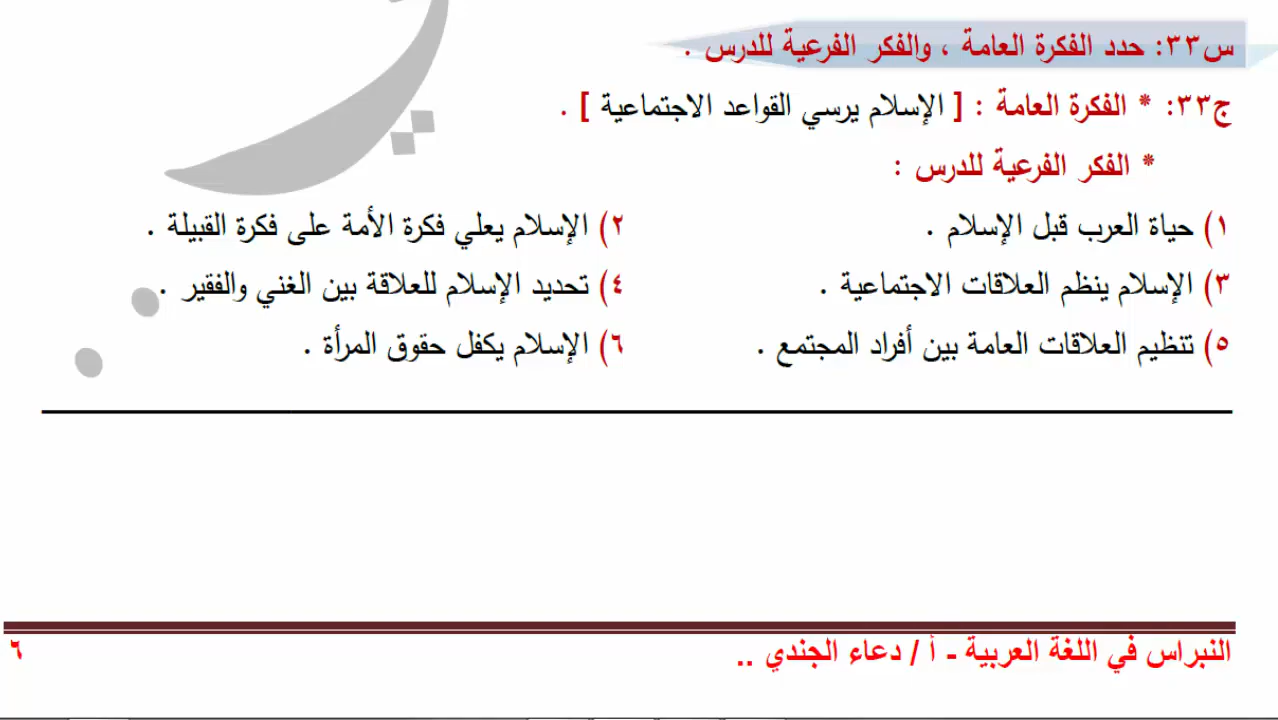 س٣٣: حدد الفكرة العامة ، والفكر الفرعية للدرس .
ج٣٣: * الفكرة العامة : [ الإسلام يرسي القواعد الاجتماعية ] .
* الفكر الفرعية للدرس :
١) حياة العرب قبل الإسلام . ٢) الإسلام يعلي فكرة الأمة على فكرة القبيلة .
٣) الإسلام ينظم العلاقات الاجتماعية . ٤) تحديد الإسلام للعلاقة بين الغني والفقير .
٥) تنظيم العلاقات العامة بين أفراد المجتمع . ٦) الإسلام يكفل حقوق المرأة .
النبراس في اللغة العربية - أ / دعاء الجندي .. ٦